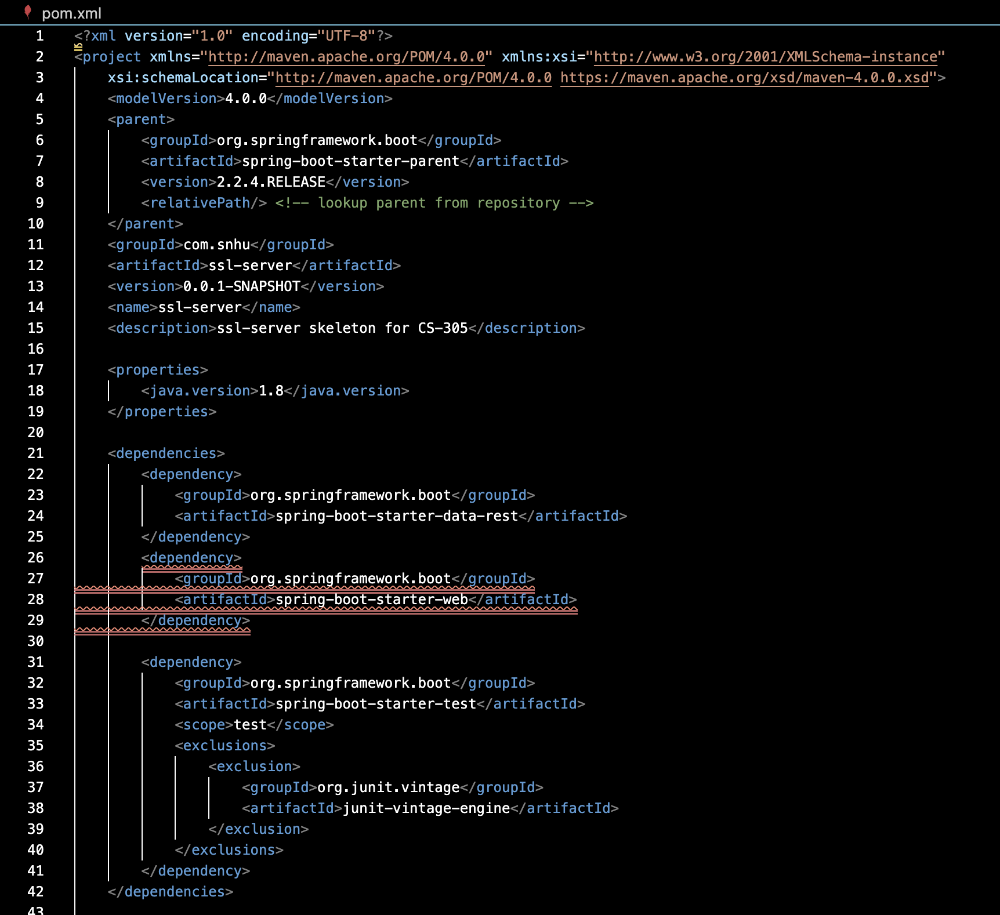 pom.xml
1 <?xml version="1.0" encoding="UTF-8"?>
2 <project xmlns="http://maven.apache.org/POM/4.0.0" xmlns:xsi="http://www.w3.org/2001/XMLSchema-instance"
3 xsi:schemaLocation="http://maven.apache.org/POM/4.0.0 https://maven.apache.org/xsd/maven-4.0.0.xsd">
4 <modelVersion>4.0.0</modelVersion>
5 <parent>
6 <groupId>org.springframework.boot</groupId>
7 <artifactId>spring-boot-starter-parent</artifactId>
8 <version>2.2.4.RELEASE</version>
9 <relativePath/> <!-- lookup parent from repository -->
10 </parent>
11 <groupId>com.snhu</groupId>
12 <artifactId>ssl-server</artifactId>
13 <version>0.0.1-SNAPSHOT</version>
14 <name>ssl-server</name>
15 <description>ssl-server skeleton for CS-305</description>
16
17 <properties>
18 <java.version>1.8</java.version>
19 </properties>
20
21 <dependencies>
22 <dependency>
23 <groupId>org.springframework.boot</groupId>
24 <artifactId>spring-boot-starter-data-rest</artifactId>
25 </dependency>
26 <dependency>
27 <groupId>org.springframework.boot</groupId>
28 <artifactId>spring-boot-starter-web</artifactId>
29 </dependency>
30
31 <dependency>
32 <groupId>org.springframework.boot</groupId>
33 <artifactId>spring-boot-starter-test</artifactId>
34 <scope>test</scope>
35 <exclusions>
36 <exclusion>
37 <groupId>org.junit.vintage</groupId>
38 <artifactId>junit-vintage-engine</artifactId>
39 </exclusion>
40 </exclusions>
41 </dependency>
42 </dependencies>
43